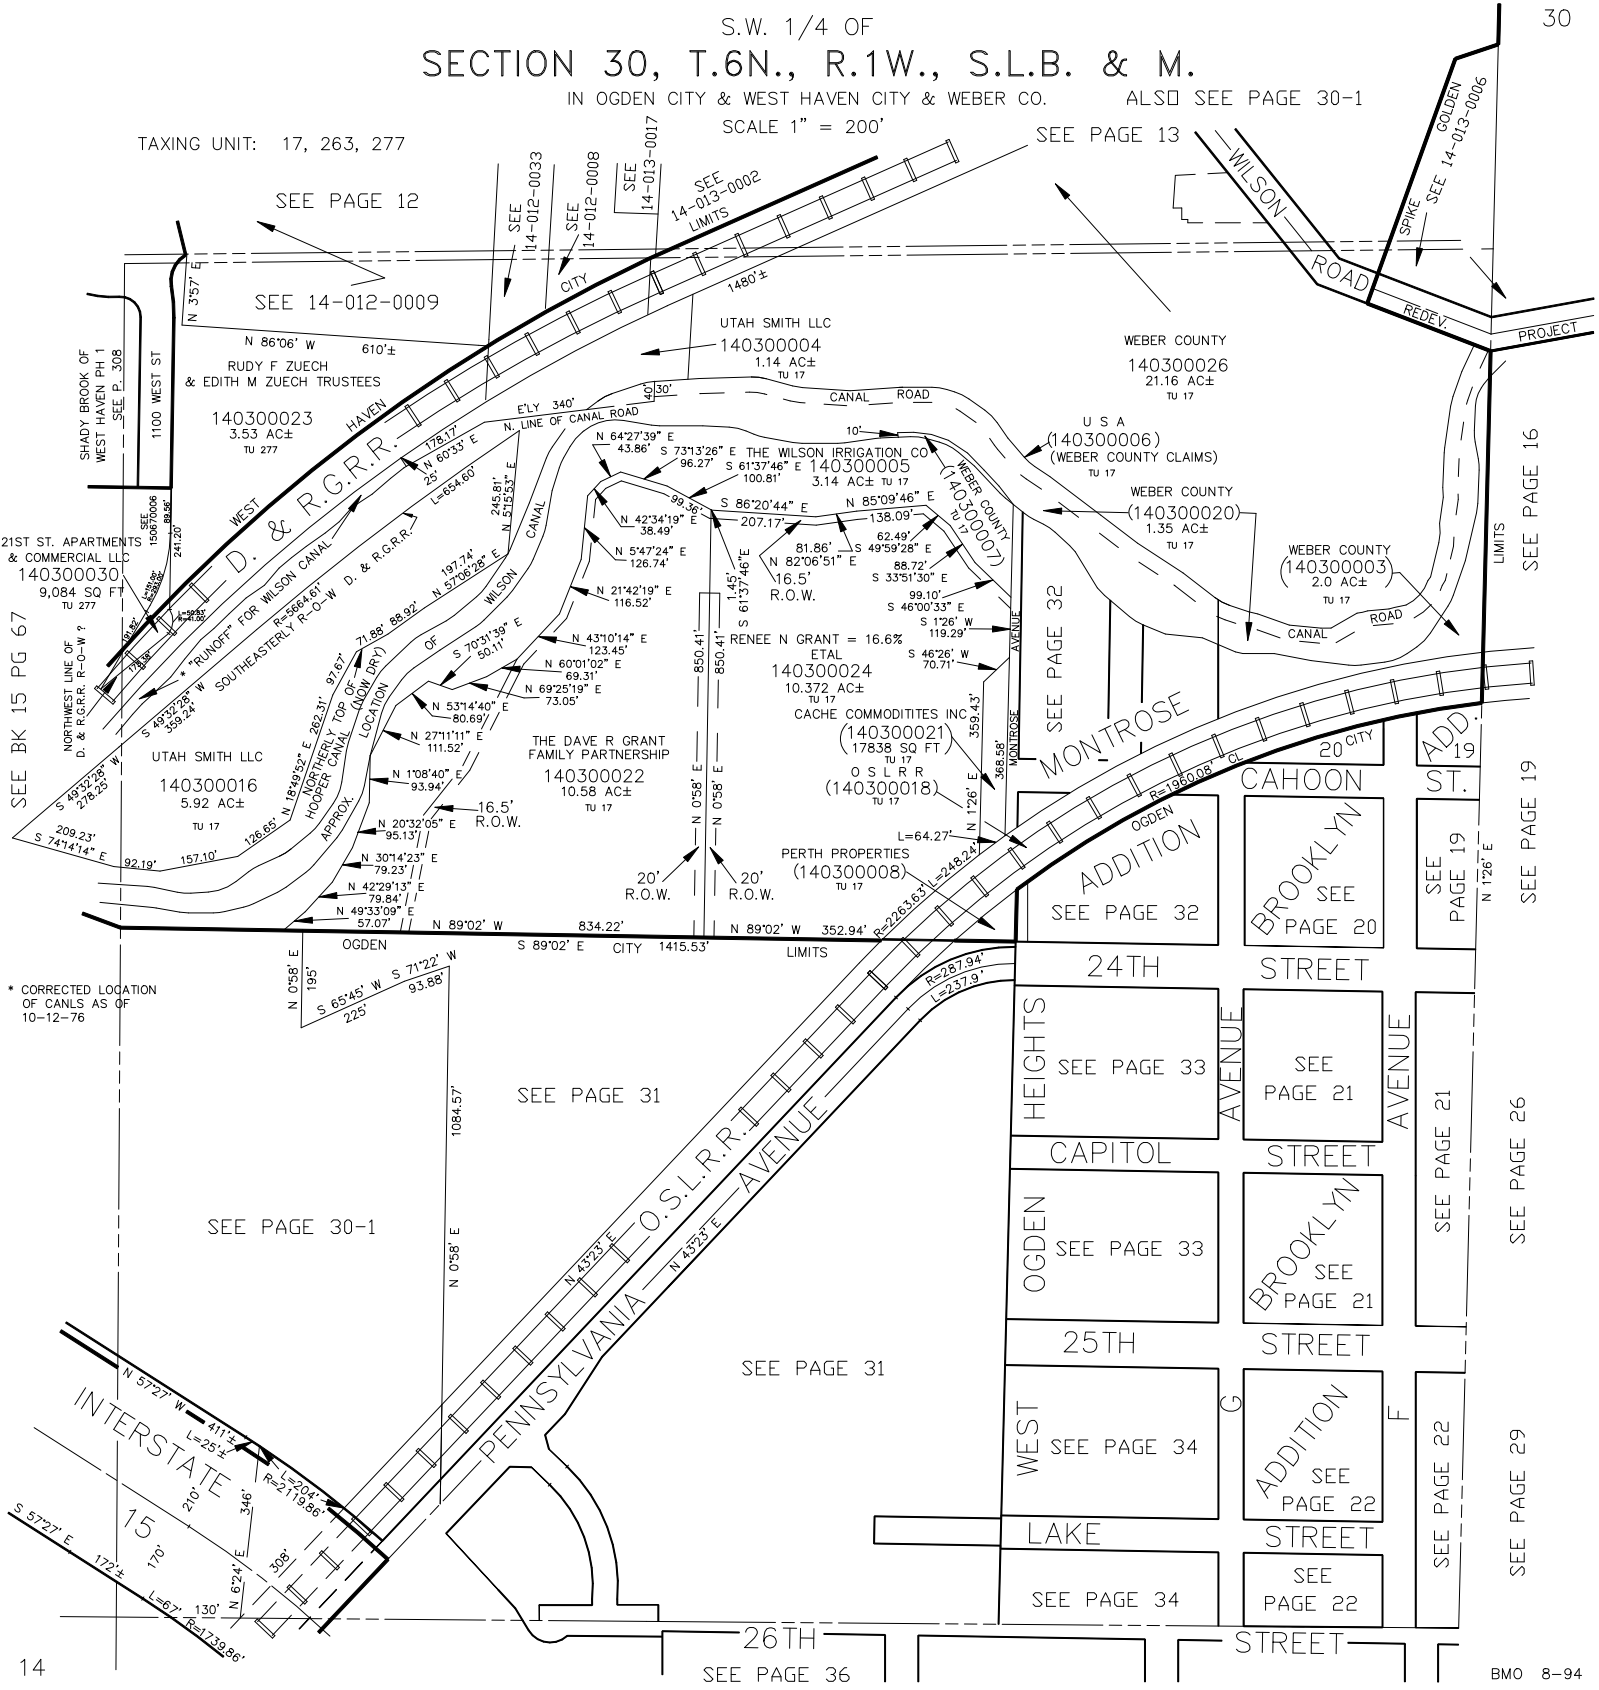 S.W. 1/4 OF
30
SECTION 30, T.6N., R.1W., S.L.B. & M.
IN OGDEN CITY & WEST HAVEN CITY & WEBER CO.
ALSO SEE PAGE 30-1
SCALE 1" = 200'
TAXING UNIT: 17, 263, 277
SEE PAGE 12
SEE PAGE 13
SEE
14-012-0033
SEE
14-012-0008
SEE
14-013-0017
SEE
14-013-0002
LIMITS
CITY
HAVEN
WEST
1480'±
WILSON
ROAD
GOLDEN
SPIKE
SEE 14-013-0006
REDEV.
PROJECT
N 3°57' E
SEE 14-012-0009
N 86°06' W
610'±
RUDY F ZUECH
& EDITH M ZUECH TRUSTEES
140300023
3.53 AC±
TU 277
SHADY BROOK OF
WEST HAVEN PH 1
SEE P. 308
1100 WEST ST
UTAH SMITH LLC
140300004
1.14 AC±
TU 17
WEBER COUNTY
140300026
21.16 AC±
TU 17
CANAL ROAD
40'
30'
E'LY 340'
N. LINE OF CANAL ROAD
178.17'
N 60°33' E
25'
L=654.60'
D. & R.G.R.R.
245.81'
N 5°15'53" E
CANAL
WILSON
OF
LOCATION
APPROX.
N 64°27'39" E
43.86'
S 73°13'26" E
96.27'
S 61°37'46" E
100.81'
99.36'
THE WILSON IRRIGATION CO
140300005
3.14 AC± TU 17
10'
U S A
(140300006)
(WEBER COUNTY CLAIMS)
TU 17
WEBER COUNTY
(140300007)
TU 17
WEBER COUNTY
(140300020)
1.35 AC±
TU 17
WEBER COUNTY
(140300003)
2.0 AC±
TU 17
CANAL
ROAD
LIMITS
SEE PAGE 16
S 86°20'44" E
207.17'
N 85°09'46" E
138.09'
81.86'
N 82°06'51" E
16.5'
R.O.W.
62.49'
S 49°59'28" E
88.72'
S 33°51'30" E
99.10'
S 46°00'33" E
S 1°26' W
119.29'
S 46°26' W
70.71'
1.45'
S 61°37'46" E
N 42°34'19" E
38.49'
N 5°47'24" E
126.74'
N 21°42'19" E
116.52'
N 43°10'14" E
123.45'
N 60°01'02" E
69.31'
N 69°25'19" E
73.05'
S 70°31'39" E
50.11'
N 53°14'40" E
80.69'
N 27°11'11" E
111.52'
N 1°08'40" E
93.94'
N 20°32'05" E
95.13'
N 30°14'23" E
79.23'
N 42°29'13" E
79.84'
N 49°33'09" E
57.07'
16.5'
R.O.W.
SEE
150670006
89.56'
241.20'
21ST ST. APARTMENTS
& COMMERCIAL LLC
140300030
9,084 SQ FT
TU 277
L=50.83'
R=41.00'
191.82'
178.38'
* "RUNOFF" FOR WILSON CANAL
R=5664.61'
SOUTHEASTERLY R-O-W D. & R.G.R.R.
197.74'
N 57°06'28" E
88.92'
71.88'
97.67'
262.31'
N 18°49'52" E
NORTHERLY TOP OF
HOOPER CANAL (NOW DRY)
S 49°32'28" W
359.24'
NORTHWEST LINE OF
D. & R.G.R.R. R-O-W ?
SEE BK 15 PG 67
S 49°32'28" W
278.25'
UTAH SMITH LLC
140300016
5.92 AC±
TU 17
209.23'
S 74°14'14" E
92.19'
157.10'
126.65'
THE DAVE R GRANT
FAMILY PARTNERSHIP
140300022
10.58 AC±
TU 17
850.41'
850.41'
N 0°58' E
N 0°58' E
20'
R.O.W.
20'
R.O.W.
RENEE N GRANT = 16.6%
ETAL
140300024
10.372 AC±
TU 17
CACHE COMMODITITES INC
(140300021)
17838 SQ FT
TU 17
O S L R R
(140300018)
TU 17
359.43'
368.58'
N 1°26' E
MONTROSE
AVENUE
SEE PAGE 32
L=64.27'
PERTH PROPERTIES
(140300008)
TU 17
L=248.24'
R=2263.63'
MONTROSE
ADDITION
R=1960.08' CL
OGDEN
CITY
20
ADD.
19
CAHOON
ST.
BROOKLYN
SEE
PAGE 20
SEE
PAGE 19
N 1°26' E
SEE PAGE 19
SEE PAGE 32
N 89°02' W
834.22'
N 89°02' W
352.94'
OGDEN
S 89°02' E
CITY
1415.53'
LIMITS
N 0°58' E
195'
S 65°45' W
225'
S 71°22' W
93.88'
* CORRECTED LOCATION
OF CANLS AS OF
10-12-76
R=287.94'
L=237.9'
24TH
STREET
HEIGHTS
SEE PAGE 33
AVENUE
SEE
PAGE 21
AVENUE
SEE PAGE 21
SEE PAGE 26
1084.57'
N 0°58' E
SEE PAGE 31
SEE PAGE 30-1
CAPITOL
STREET
OGDEN
SEE PAGE 33
BROOKLYN
SEE
PAGE 21
O.S.L.R.R.
N 43°23' E
PENNSYLVANIA
AVENUE
N 43°23' E
SEE PAGE 31
25TH
STREET
WEST
SEE PAGE 34
G
ADDITION
SEE
PAGE 22
F
SEE PAGE 22
SEE PAGE 29
N 57°27' W
411'±
L=25'±
INTERSTATE
15
L=204'
R=2119.86'
210'
170'
346'
308'
N 6°24' E
S 57°27' E
172'±
L=67'
R=1739.86'
130'
LAKE
STREET
SEE PAGE 34
SEE
PAGE 22
26TH
STREET
SEE PAGE 36
14
BMO 8-94